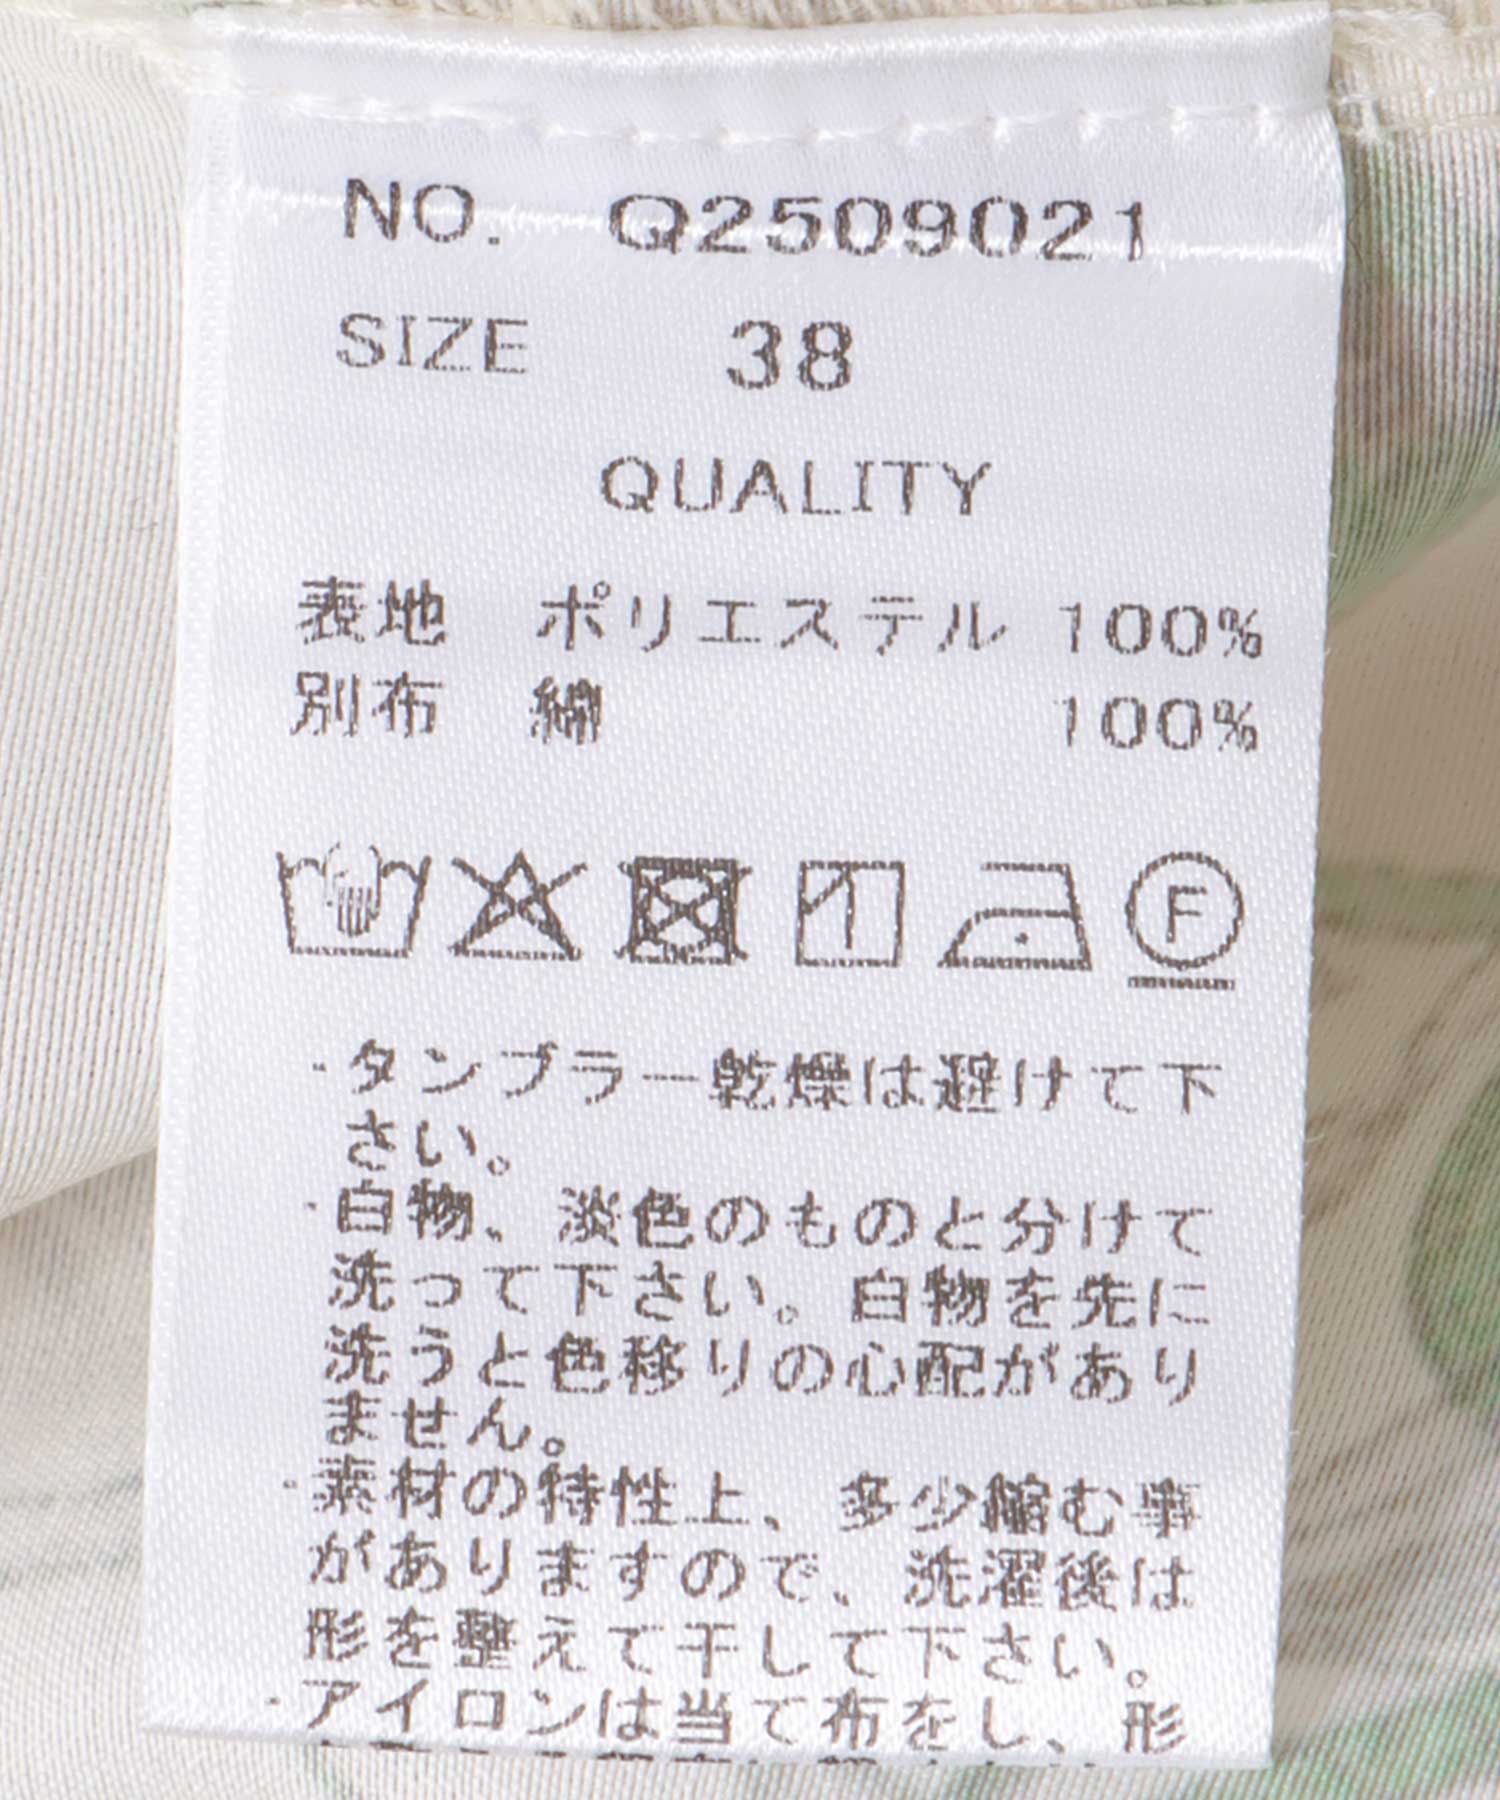 NO. Q2509021
SIZE 38
QUALITY
表地 ポリエステル 100%
別布 綿 100%
F
・タンブラー乾燥は避けて下
さい。
・白物、淡色のものと分けて
洗って下さい。白物を先に
洗うと色移りの心配があり
ません。
・素材の特性上、多少縮む事
がありますので、洗濯後は
形を整えて干して下さい。
・アイロンは当て布をし、形